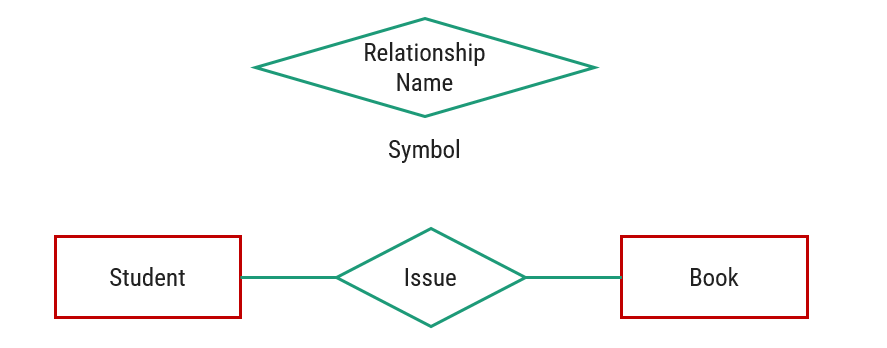 Relationship
Name
Symbol
Student
Issue
Book